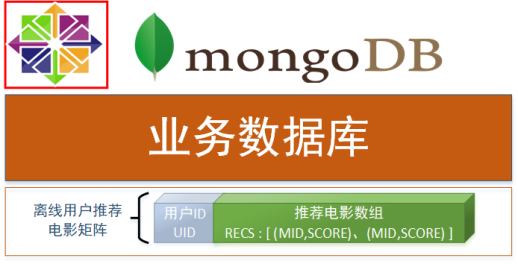 mongoDB
业务数据库
离线用户推荐
电影矩阵
用户ID
UID
推荐电影数组
RECS : [ (MID,SCORE)、(MID,SCORE) ]